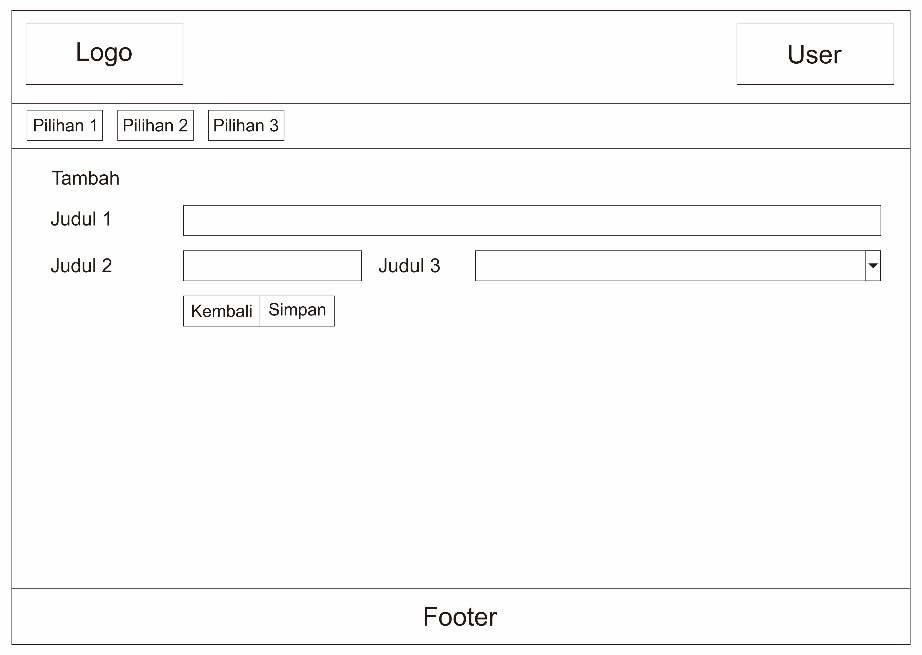 Logo
User
Pilihan 1 Pilihan 2 Pilihan 3
Tambah
Judul 1
Judul 2 Judul 3
Kembali Simpan
Footer